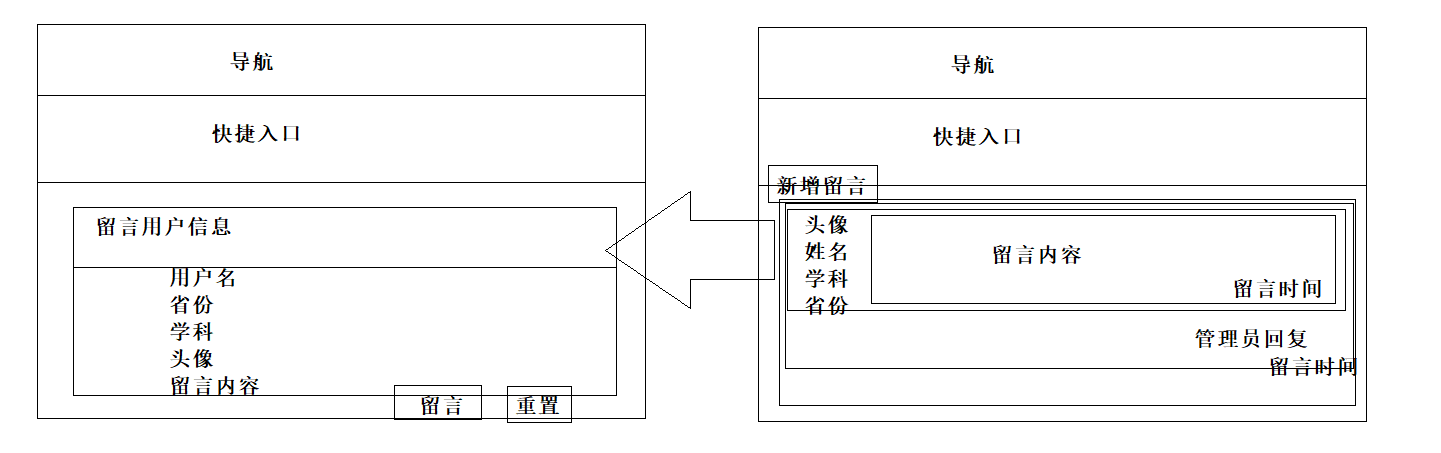 导航
快捷入口
留言用户信息
用户名
省份
学科
头像
留言内容
留言
重置
导航
快捷入口
新增留言
头像
姓名
学科
省份
留言内容
留言时间
管理员回复
留言时间